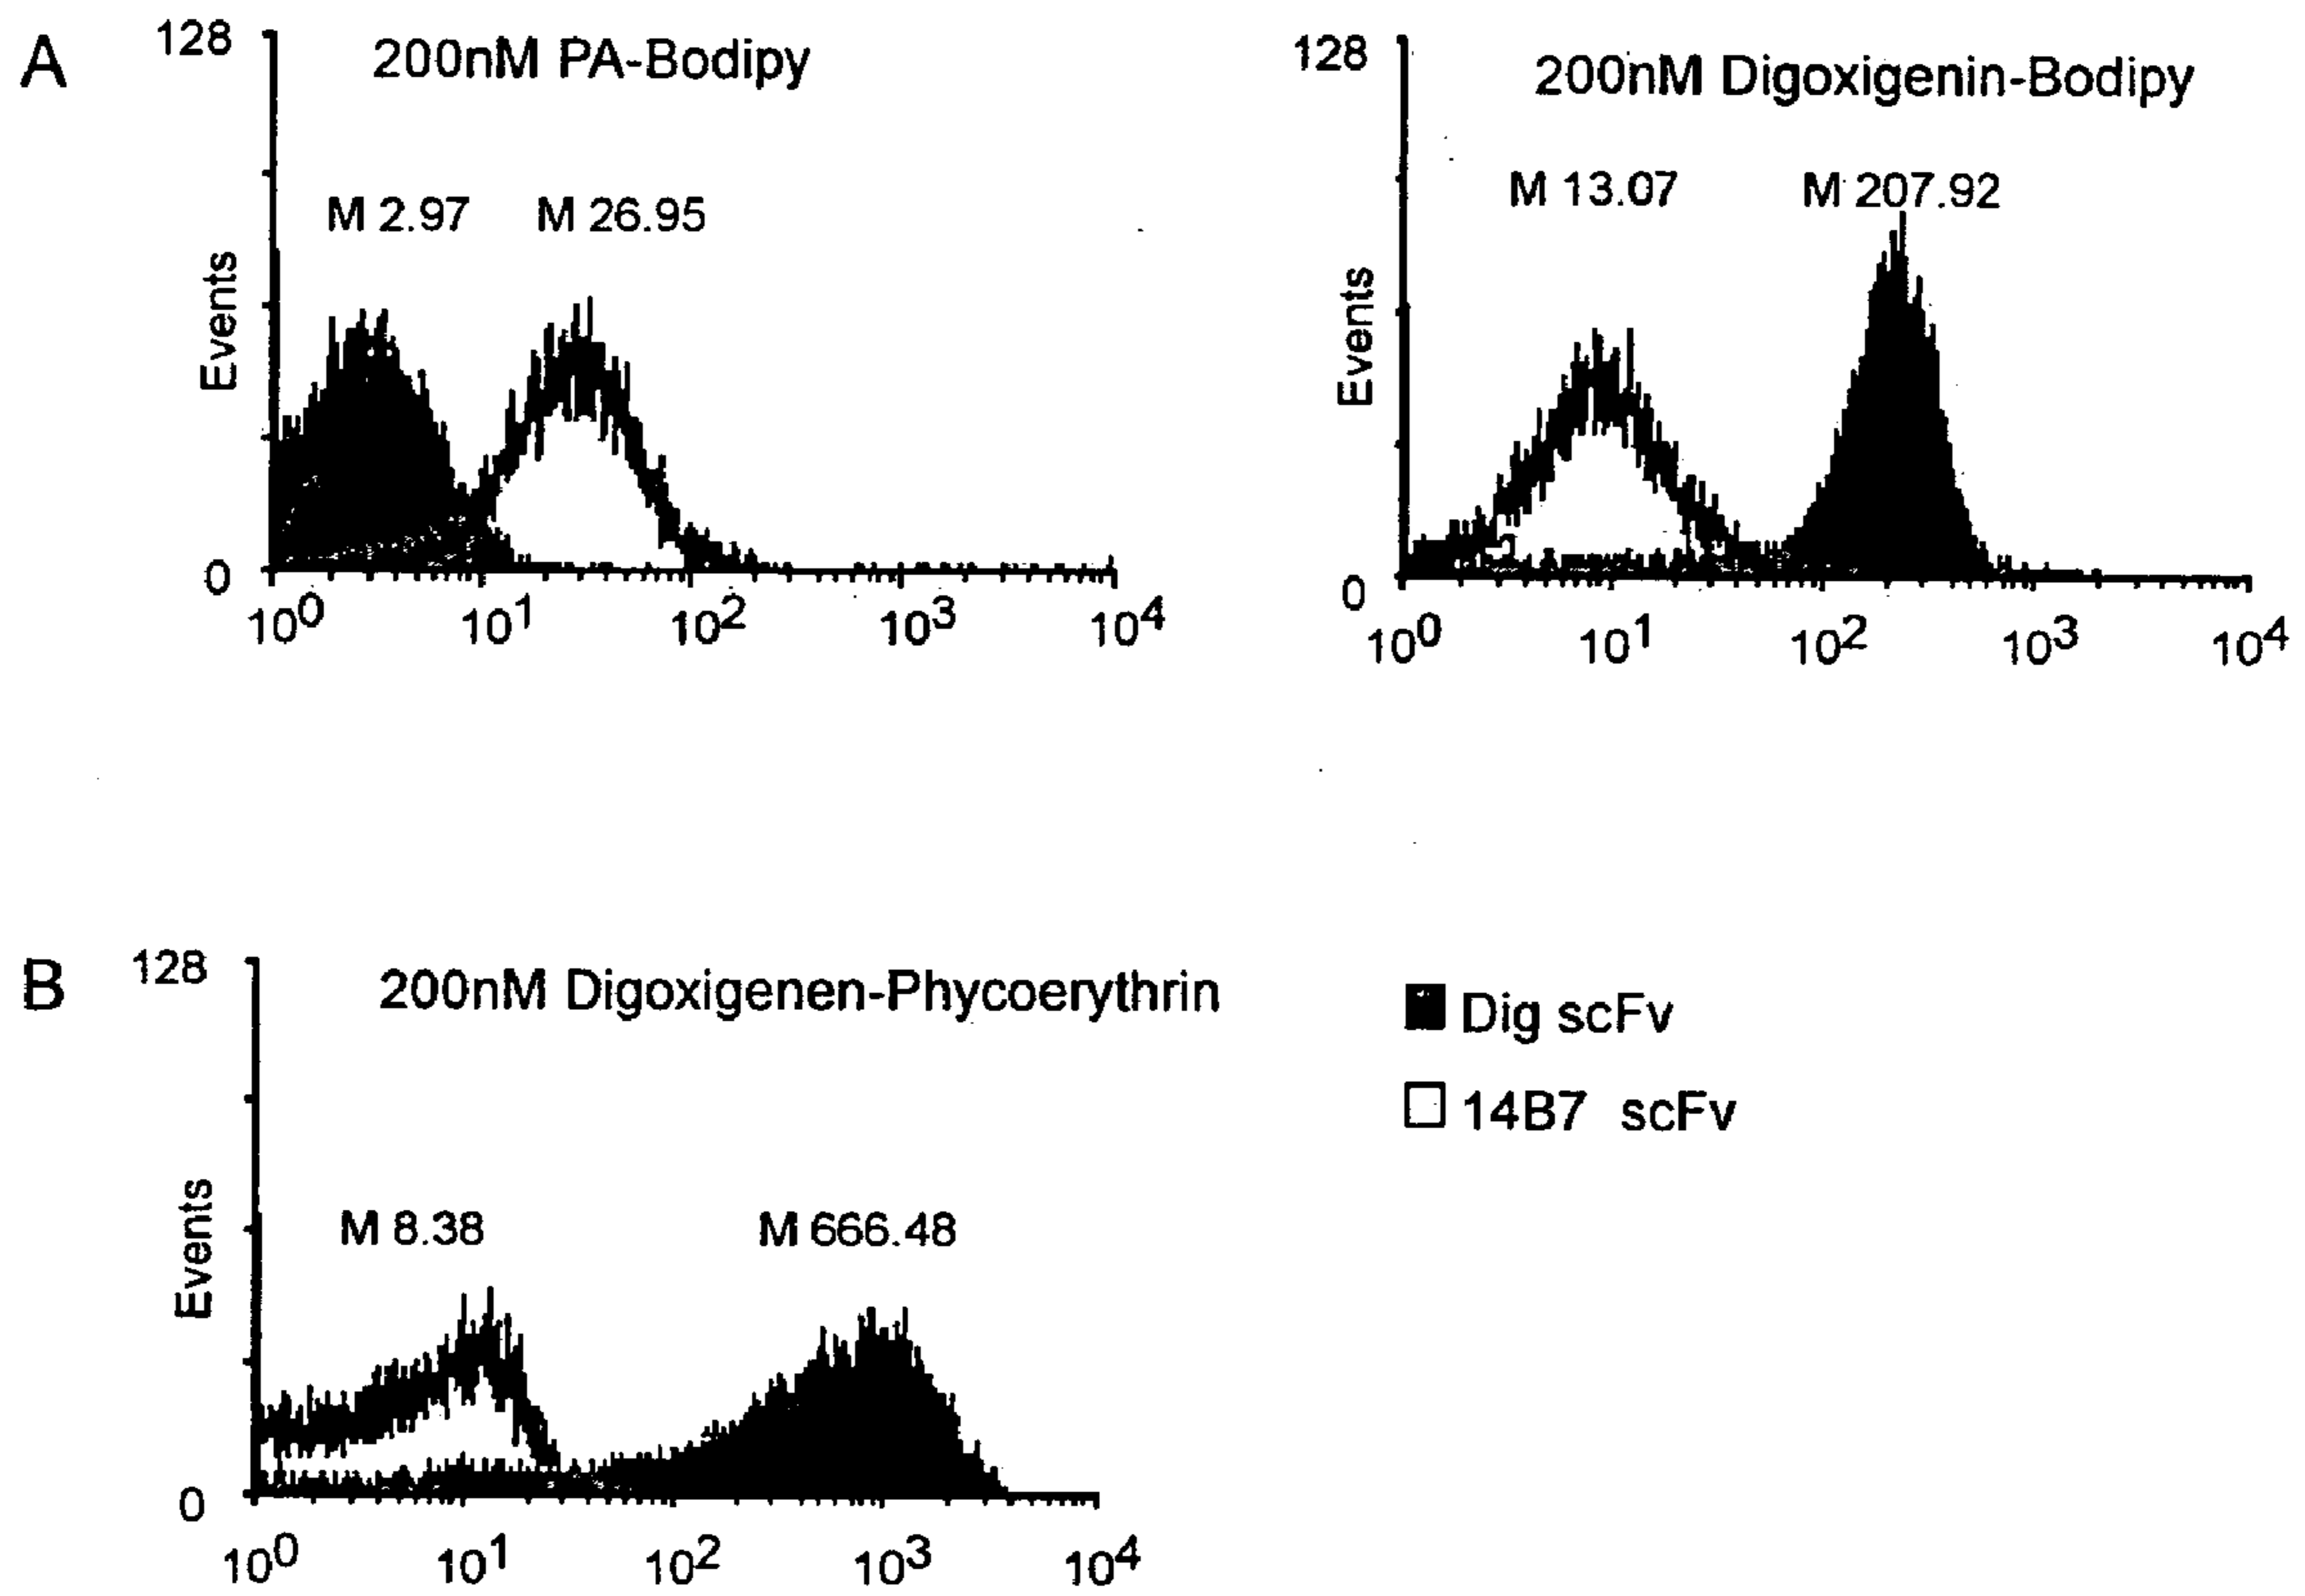 A
128
200nM PA-Bodipy
M 2.97 M 26.95
Events
0
10^0 10^1 10^2 10^3 10^4
128
200nM Digoxigenin-Bodipy
M 13.07 M 207.92
Events
0
10^0 10^1 10^2 10^3 10^4
B
128
200nM Digoxigenen-Phycoerythrin
M 8.38 M 666.48
Events
0
10^0 10^1 10^2 10^3 10^4
Dig scFv
14B7 scFv